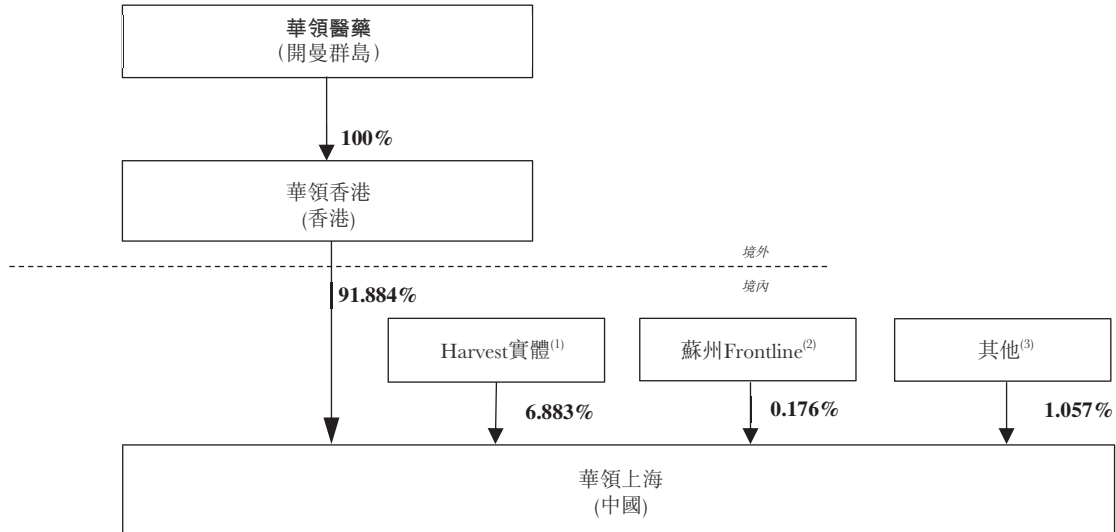 華領醫藥
(開曼群島)
100%
華領香港
(香港)
境外
境內
91.884%
Harvest實體(1)
蘇州Frontline(2)
其他(3)
6.883%
0.176%
1.057%
華領上海
(中國)